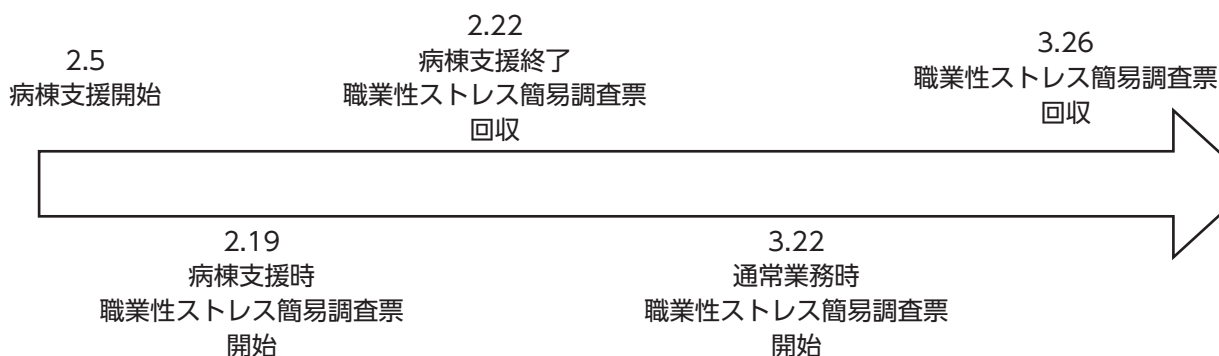 2.5
病棟支援開始
2.22
病棟支援終了
職業性ストレス簡易調査票
回収
3.26
職業性ストレス簡易調査票
回収
2.19
病棟支援時
職業性ストレス簡易調査票
開始
3.22
通常業務時
職業性ストレス簡易調査票
開始